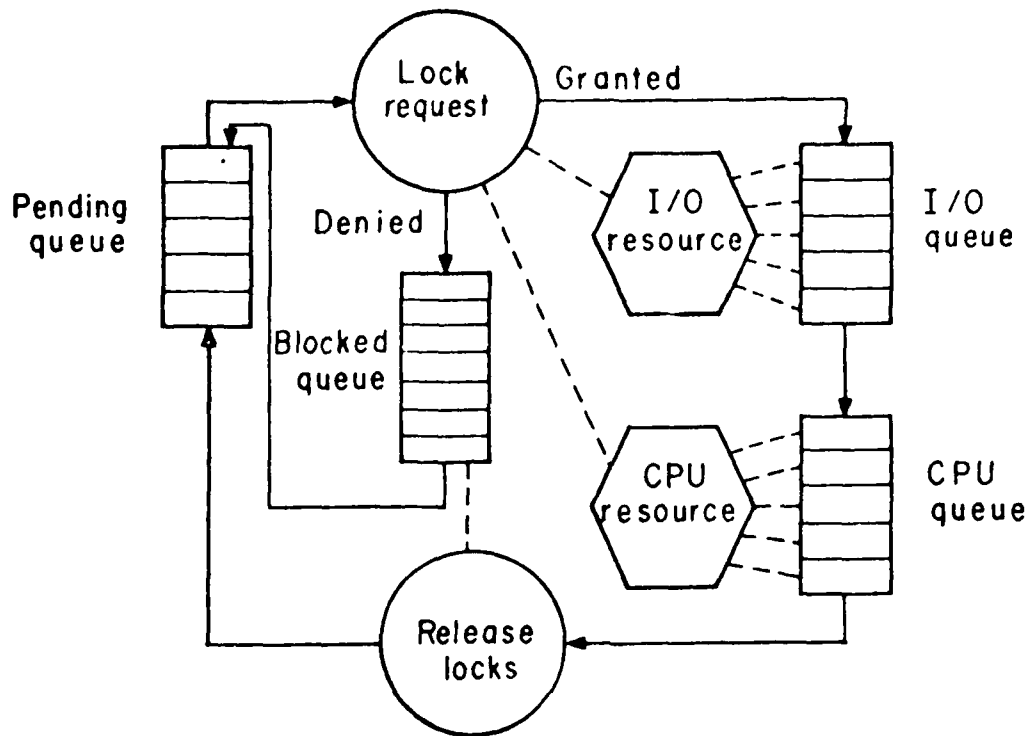 Lock
request
Granted
Pending
queue
Denied
I/O
resource
I/O
queue
Blocked
queue
CPU
resource
CPU
queue
Release
locks